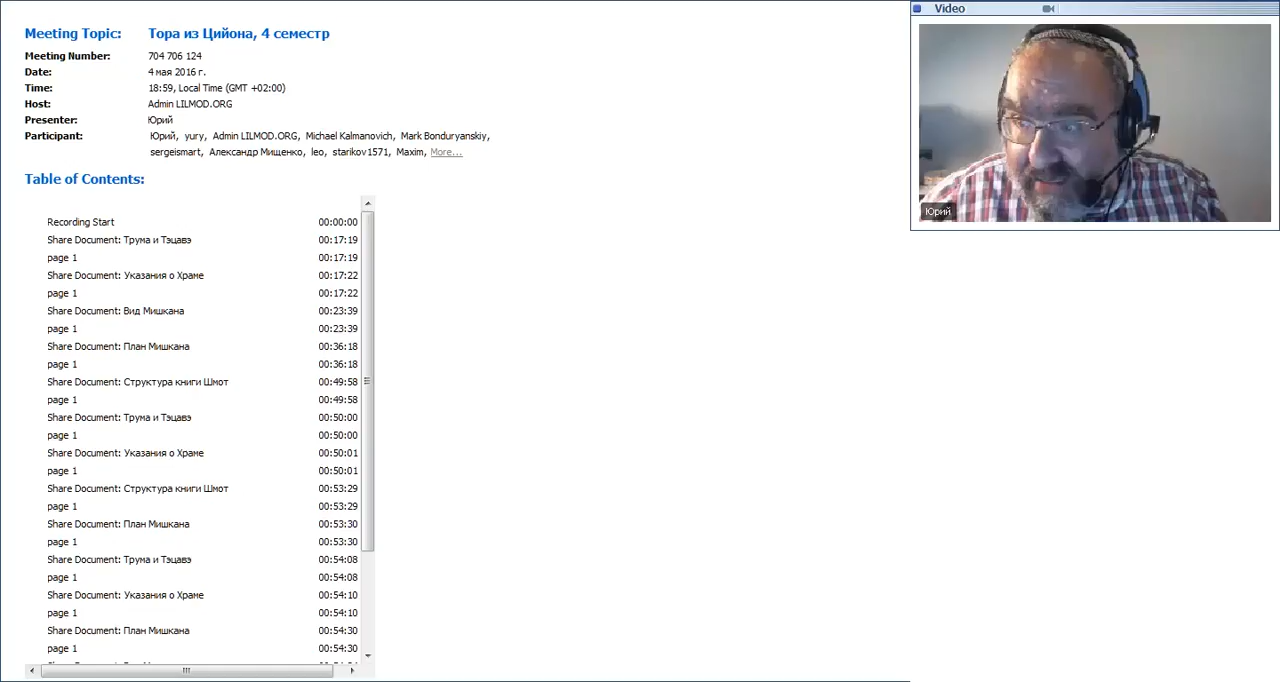 Meeting Topic: Тора из Цийона, 4 семестр
Meeting Number: 704 706 124
Date: 4 мая 2016 г.
Time: 18:59, Local Time (GMT +02:00)
Host: Admin LILMOD.ORG
Presenter: Юрий
Participant: Юрий, yury, Admin LILMOD.ORG, Michael Kalmanovich, Mark Bonduryanskiy,
sergeismart, Александр Мищенко, leo, starikov1571, Maxim, More...
Table of Contents:
Recording Start 00:00:00
Share Document: Трума и Тэцавэ 00:17:19
page 1 00:17:19
Share Document: Указания о Храме 00:17:22
page 1 00:17:22
Share Document: Вид Мишкана 00:23:39
page 1 00:23:39
Share Document: План Мишкана 00:36:18
page 1 00:36:18
Share Document: Структура книги Шмот 00:49:58
page 1 00:49:58
Share Document: Трума и Тэцавэ 00:50:00
page 1 00:50:00
Share Document: Указания о Храме 00:50:01
page 1 00:50:01
Share Document: Структура книги Шмот 00:53:29
page 1 00:53:29
Share Document: План Мишкана 00:53:30
page 1 00:53:30
Share Document: Трума и Тэцавэ 00:54:08
page 1 00:54:08
Share Document: Указания о Храме 00:54:10
page 1 00:54:10
Share Document: План Мишкана 00:54:30
page 1 00:54:30
Video
Юрий